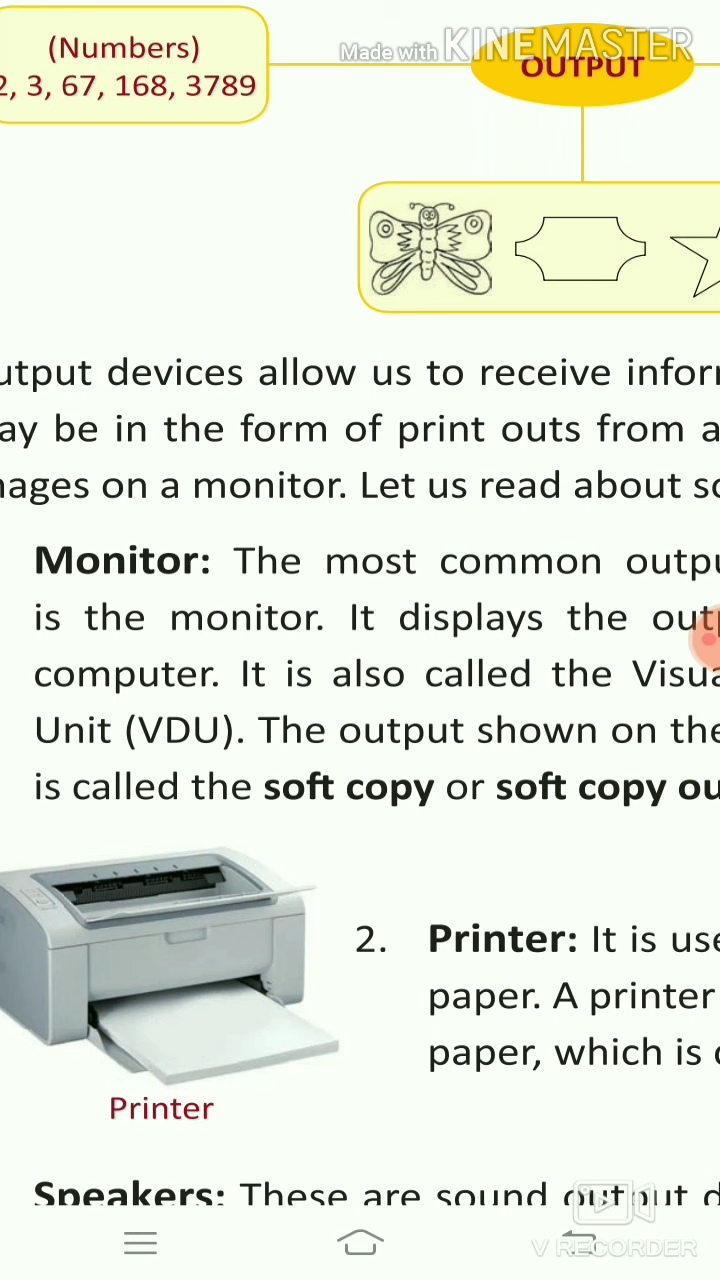 (Numbers)
2, 3, 67, 168, 3789
Made with KINEMASTER
OUTPUT
utput devices allow us to receive inform
ay be in the form of print outs from a
nages on a monitor. Let us read about so
Monitor: The most common outpu
is the monitor. It displays the outp
computer. It is also called the Visua
Unit (VDU). The output shown on the
is called the soft copy or soft copy ou
2. Printer: It is use
paper. A printer
paper, which is c
Printer
Speakers: These are sound output d
V RECORDER